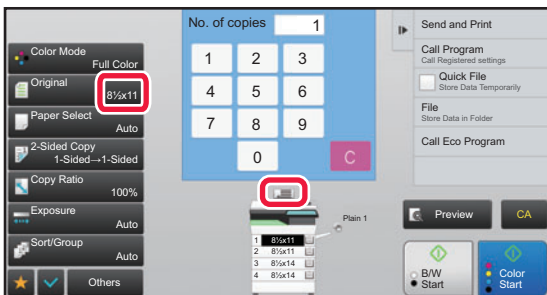 No. of copies 1
Color Mode
Full Color
Original
8½x11
Paper Select
Auto
2-Sided Copy
1-Sided→1-Sided
Copy Ratio
100%
Exposure
Auto
Sort/Group
Auto
Others
1 2 3
4 5 6
7 8 9
0 C
Plain 1
1 8½x11
2 8½x11
3 8½x14
4 8½x14
Send and Print
Call Program
Call Registered settings
Quick File
Store Data Temporarily
File
Store Data in Folder
Call Eco Program
Preview CA
B/W
Start
Color
Start